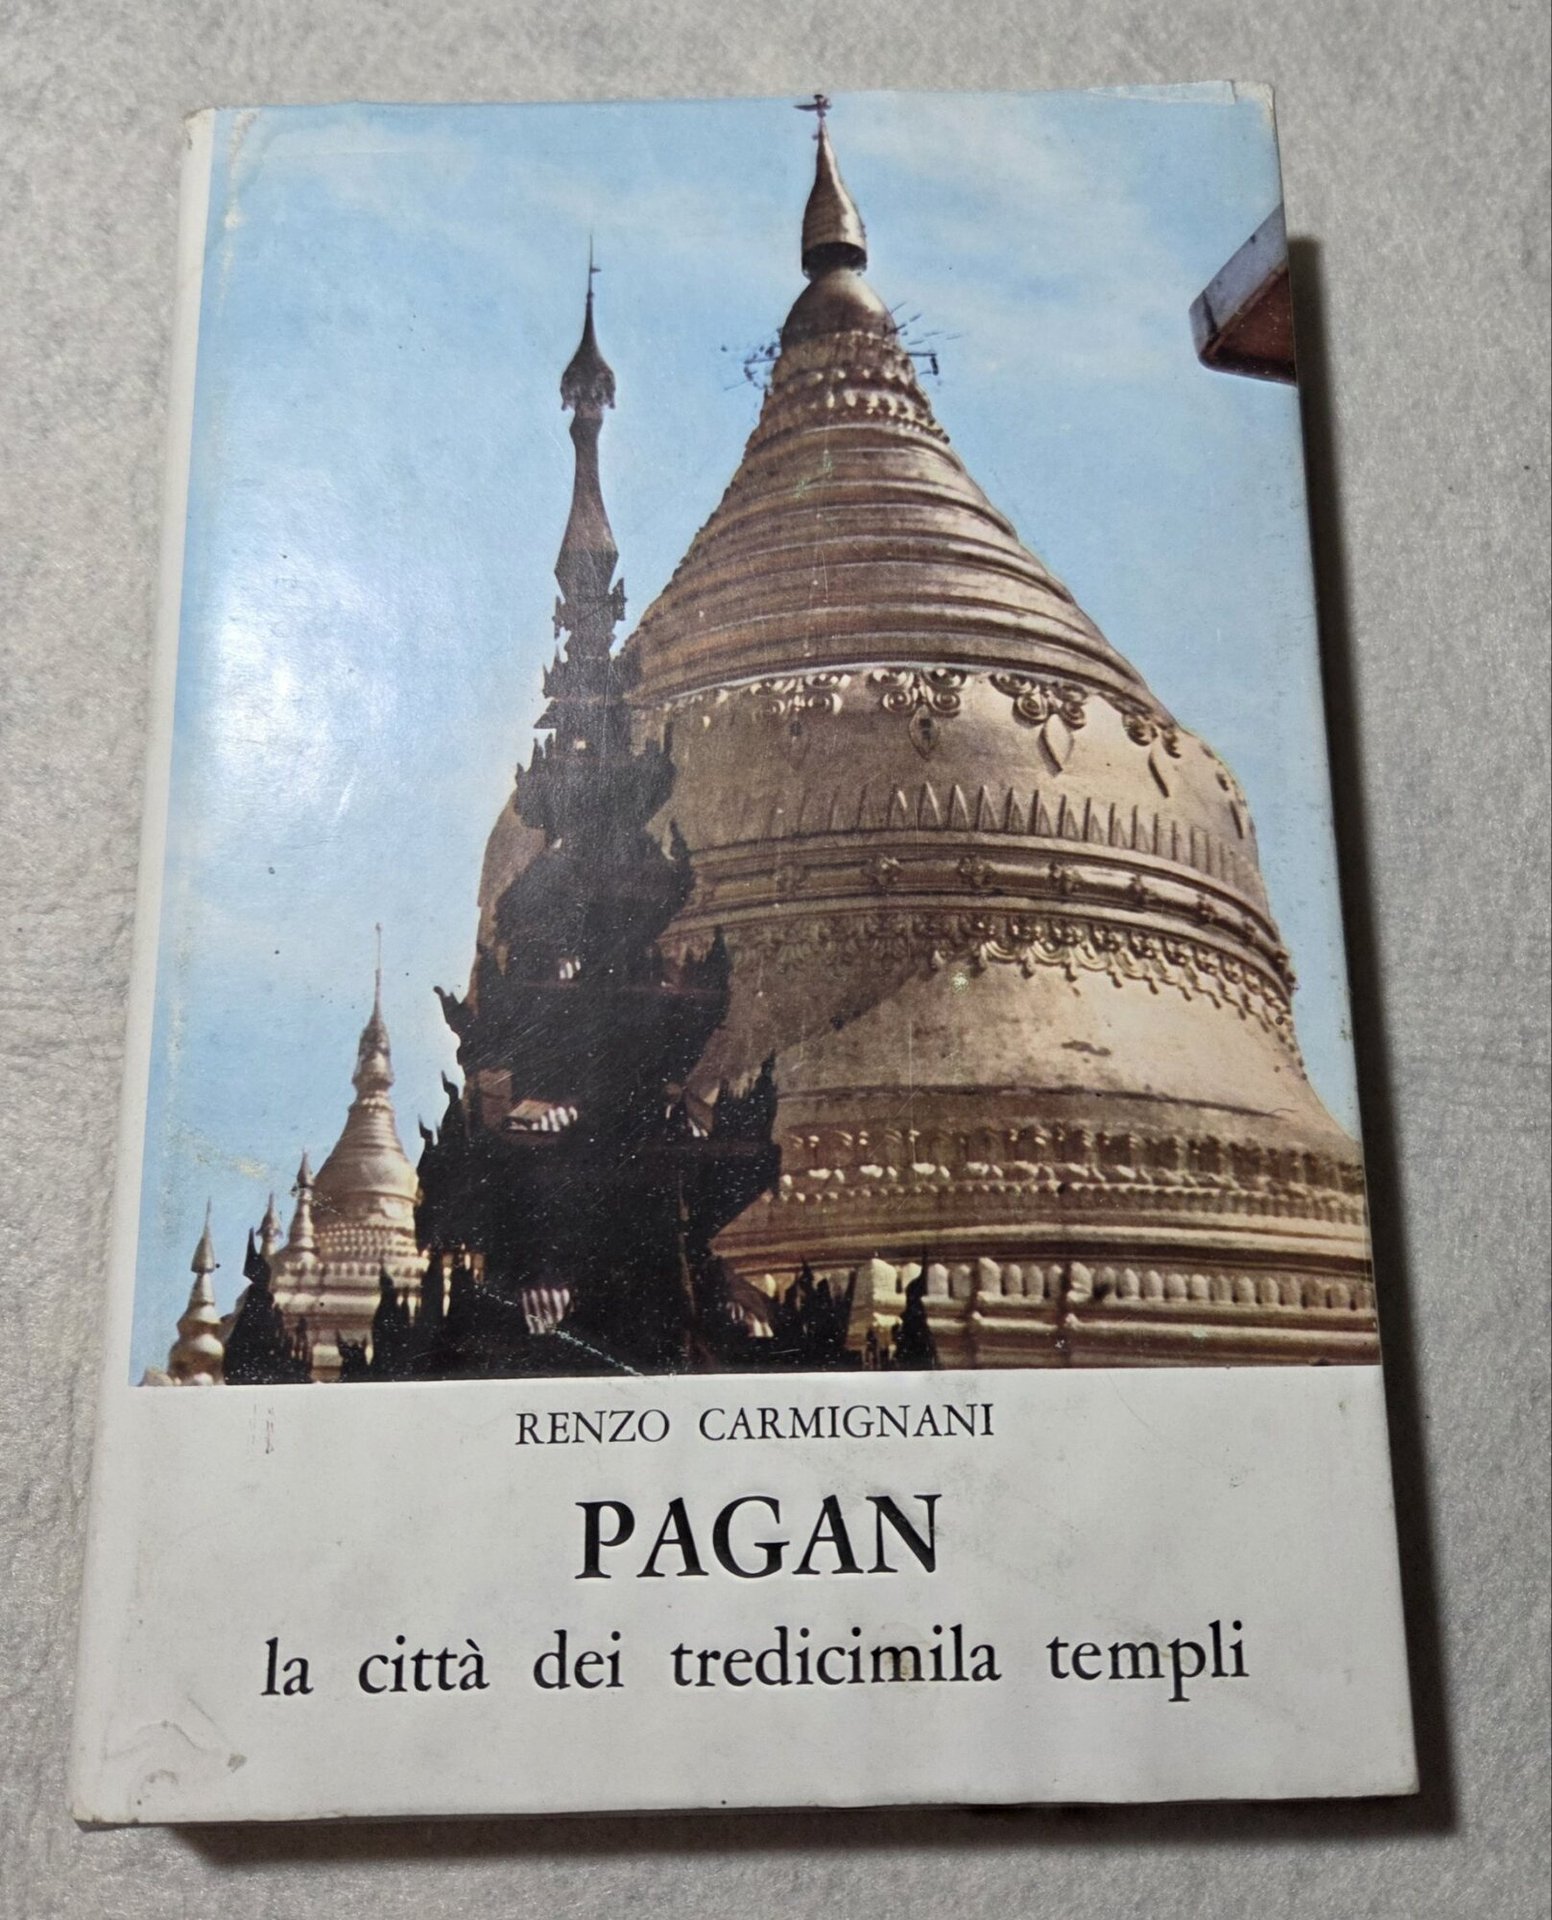 RENZO CARMIGNANI
PAGAN
la città dei tredicimila templi